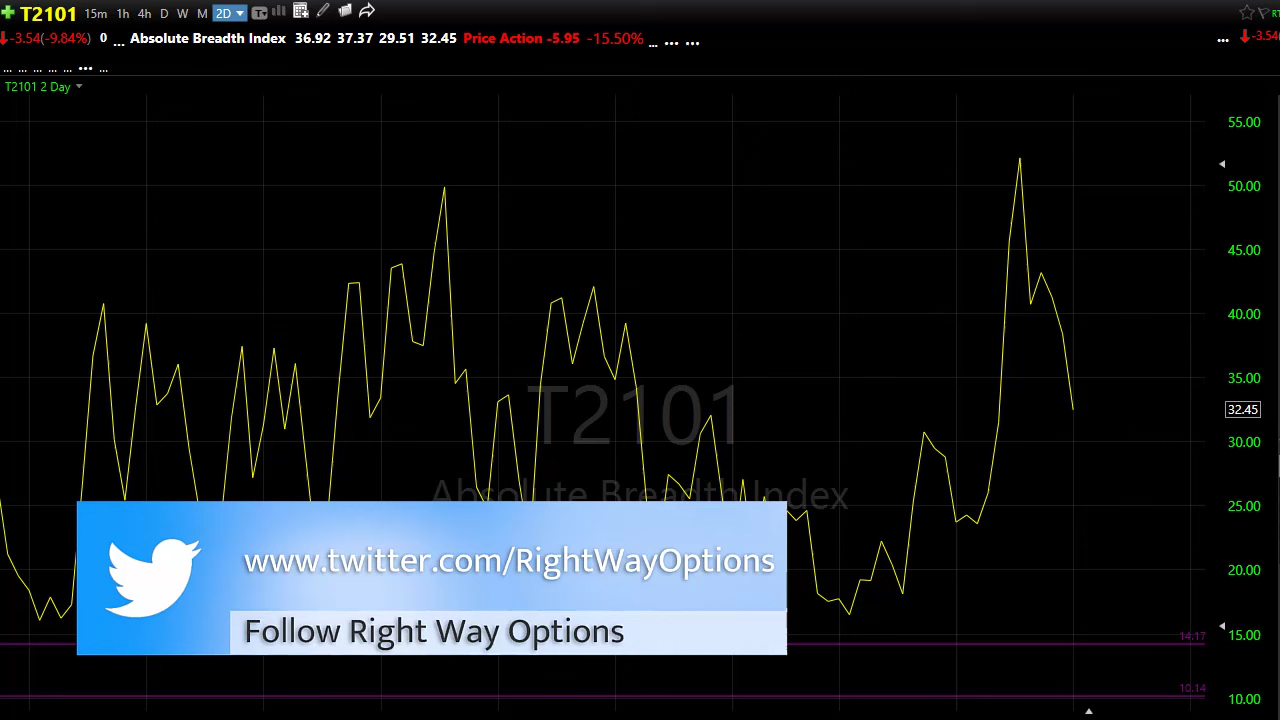 T2101 15m 1h 4h D W M 2D
-3.54(-9.84%) 0 ... Absolute Breadth Index 36.92 37.37 29.51 32.45 Price Action -5.95 -15.50% ... ... ... ... -3.54
... ... ... ... ... ... ...
T2101 2 Day
55.00
50.00
45.00
40.00
35.00
32.45
30.00
25.00
20.00
15.00
10.00
14.17
10.14
T2101
Absolute Breadth Index
www.twitter.com/RightWayOptions
Follow Right Way Options